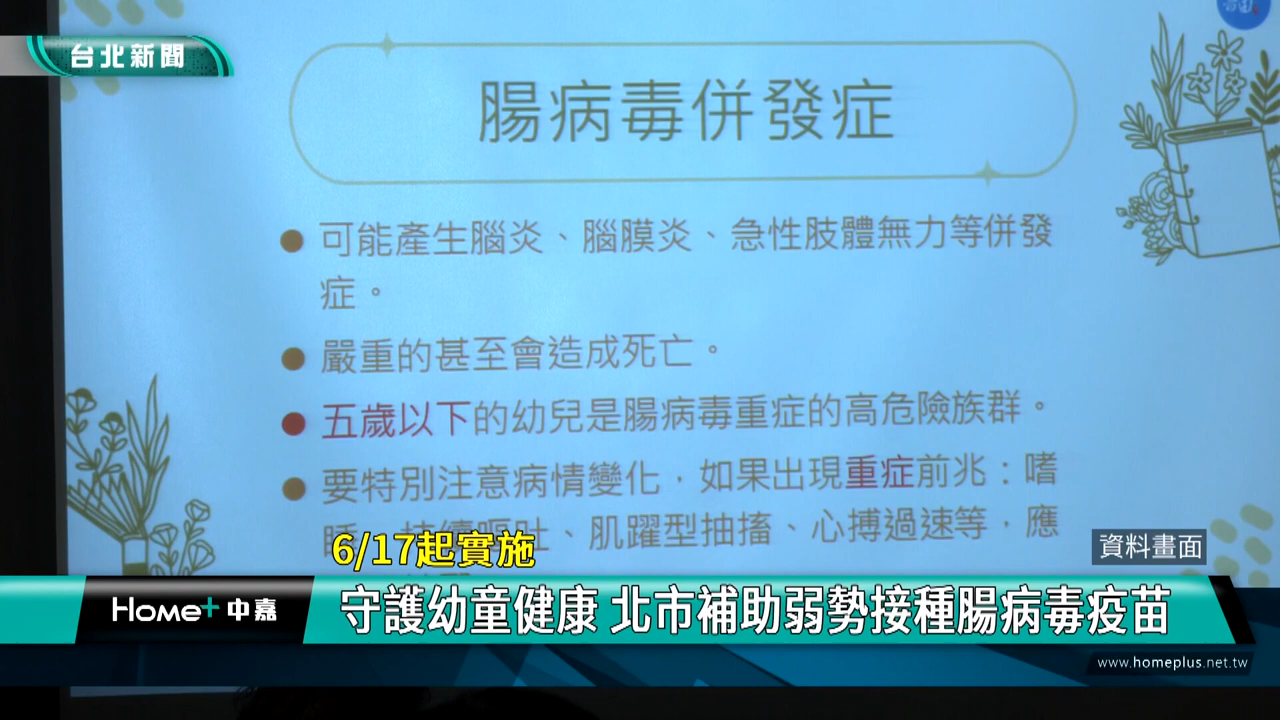 台北新聞
腸病毒併發症
可能產生腦炎、腦膜炎、急性肢體無力等併發
症。
嚴重的甚至會造成死亡。
五歲以下的幼兒是腸病毒重症的高危險族群。
要特別注意病情變化，如果出現重症前兆：嗜
嘔吐、肌躍型抽搐、心搏過速等，應
6/17起實施
資料畫面
Home+中嘉
守護幼童健康 北市補助弱勢接種腸病毒疫苗
www.homeplus.net.tw